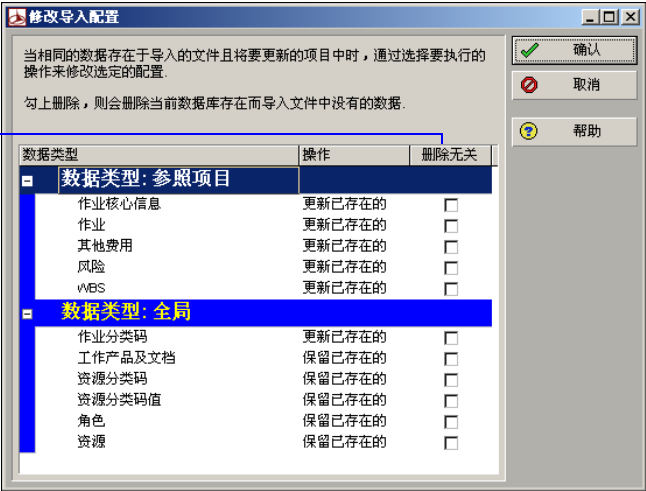 修改导入配置
当相同的数据存在于导入的文件且将要更新的项目中时，通过选择要执行的
操作来修改选定的配置.
勾上删除，则会删除当前数据库存在而导入文件中没有的数据.
确认
取消
帮助
数据类型 操作 删除无关
数据类型: 参照项目
作业核心信息 更新已存在的
作业 更新已存在的
其他费用 更新已存在的
风险 更新已存在的
WBS 更新已存在的
数据类型: 全局
作业分类码 更新已存在的
工作产品及文档 保留已存在的
资源分类码 保留已存在的
资源分类码值 保留已存在的
角色 保留已存在的
资源 保留已存在的